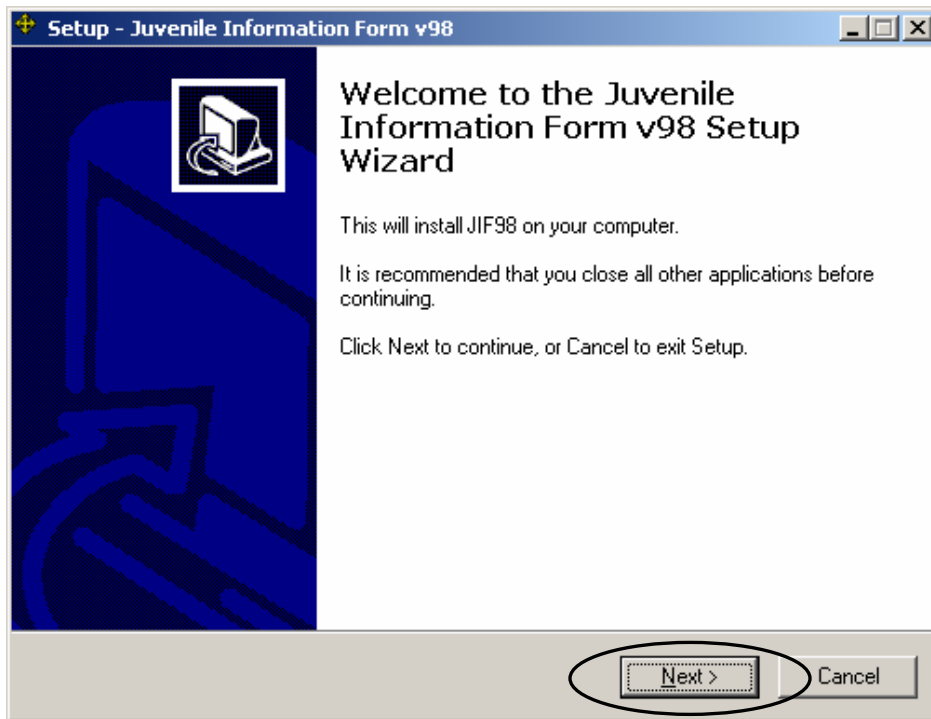 Setup - Juvenile Information Form v98
Welcome to the Juvenile
Information Form v98 Setup
Wizard
This will install JIF98 on your computer.
It is recommended that you close all other applications before
continuing.
Click Next to continue, or Cancel to exit Setup.
Next > Cancel